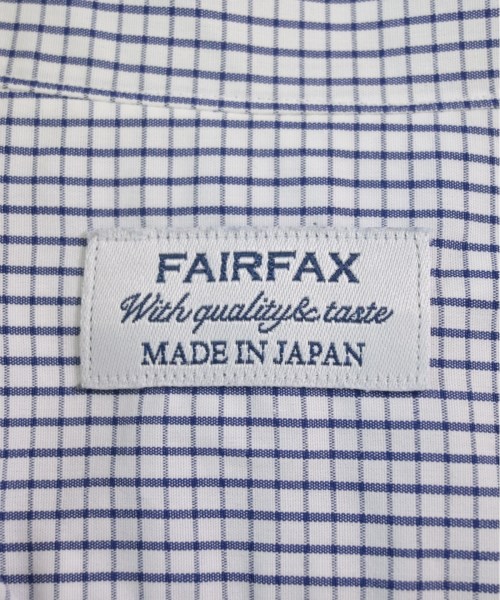 FAIRFAX
With quality & taste
MADE IN JAPAN